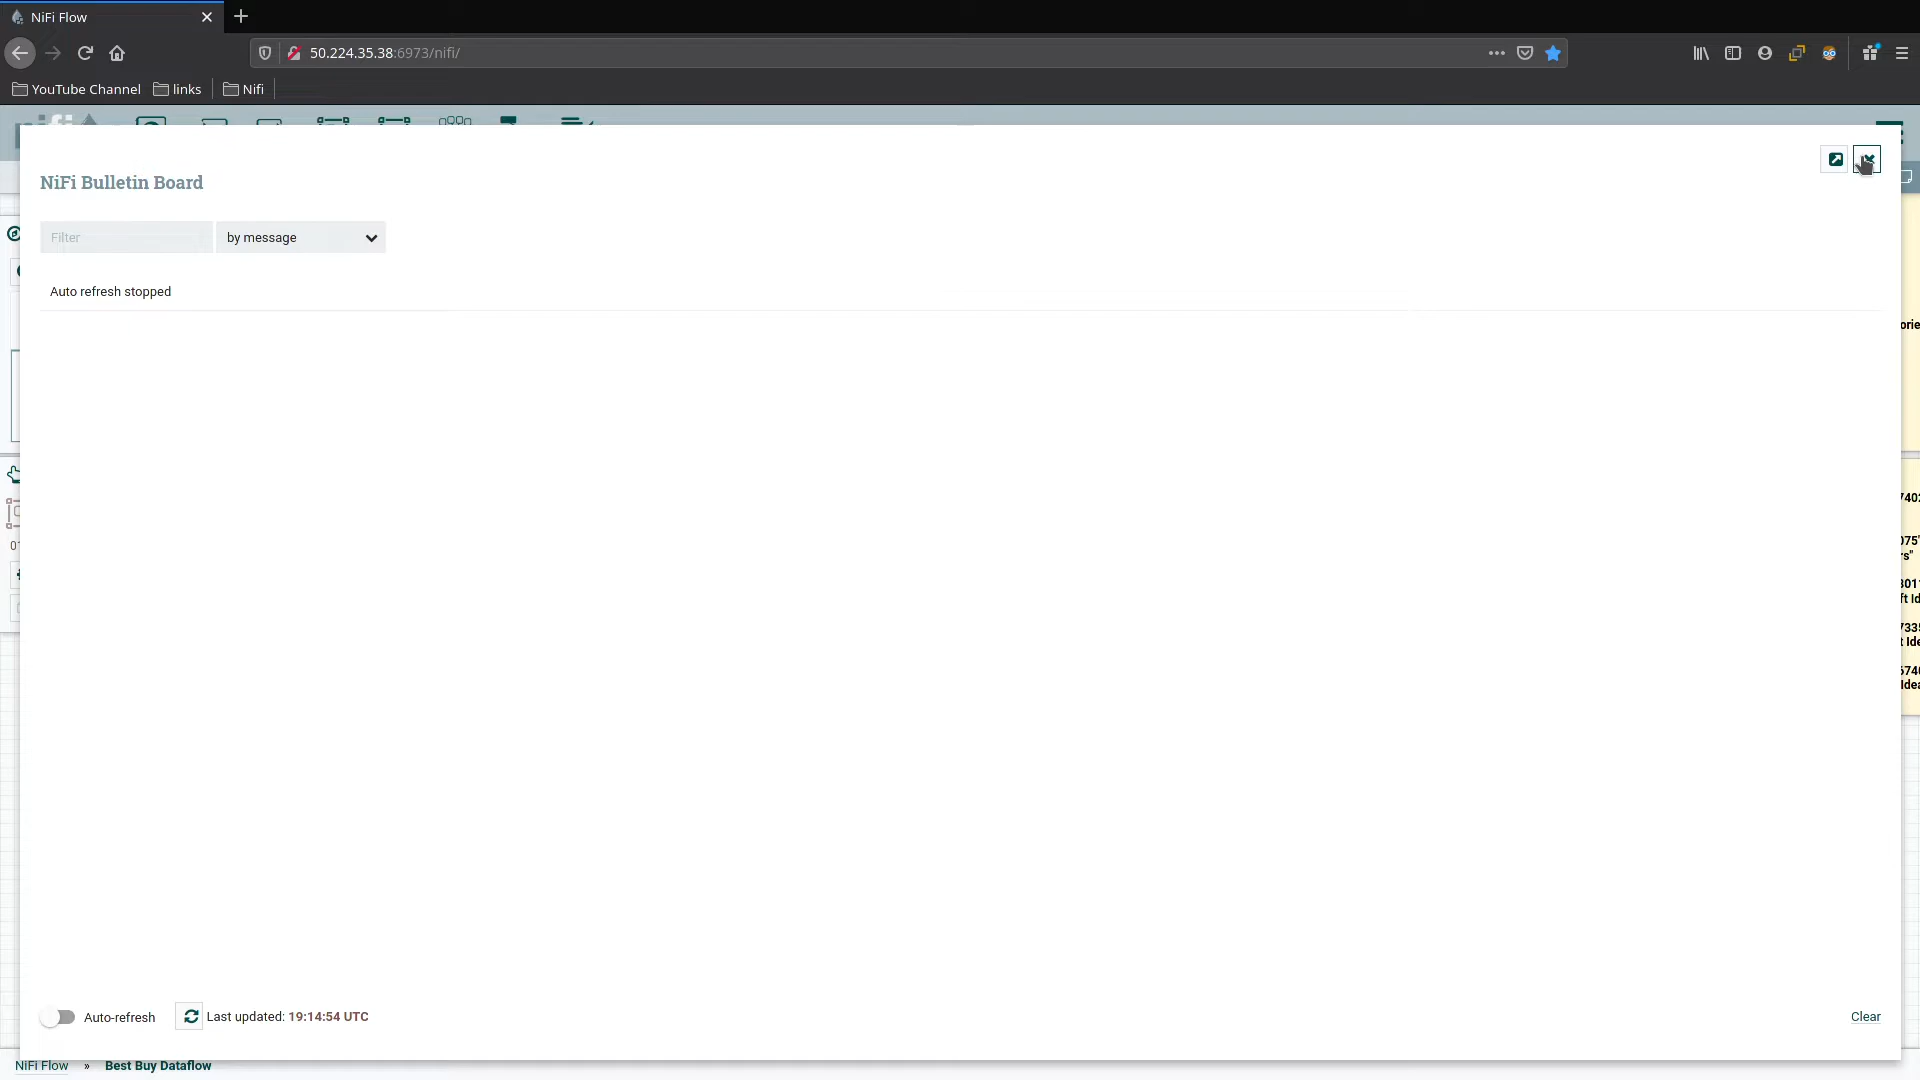 NiFi Flow
50.224.35.38:6973/nifi/
YouTube Channel
links
Nifi
NiFi Bulletin Board
Filter
by message
Auto refresh stopped
Auto-refresh
Last updated: 19:14:54 UTC
Clear
NiFi Flow » Best Buy Dataflow